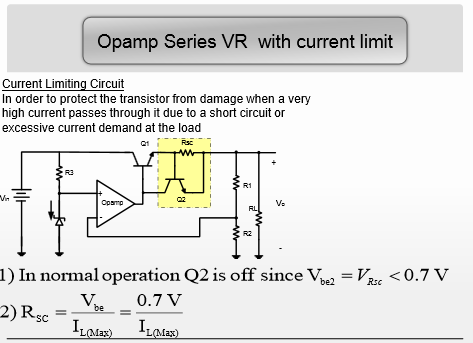 Opamp Series VR with current limit
Current Limiting Circuit
In order to protect the transistor from damage when a very
high current passes through it due to a short circuit or
excessive current demand at the load
Q1
Rsc
R3
Q2
Opamp
+
-
Vin
R1
RL
R2
+
Vo
-
1) In normal operation Q2 is off since Vbe2 = VRsc < 0.7 V
2) RSC = Vbe / IL(Max) = 0.7 V / IL(Max)